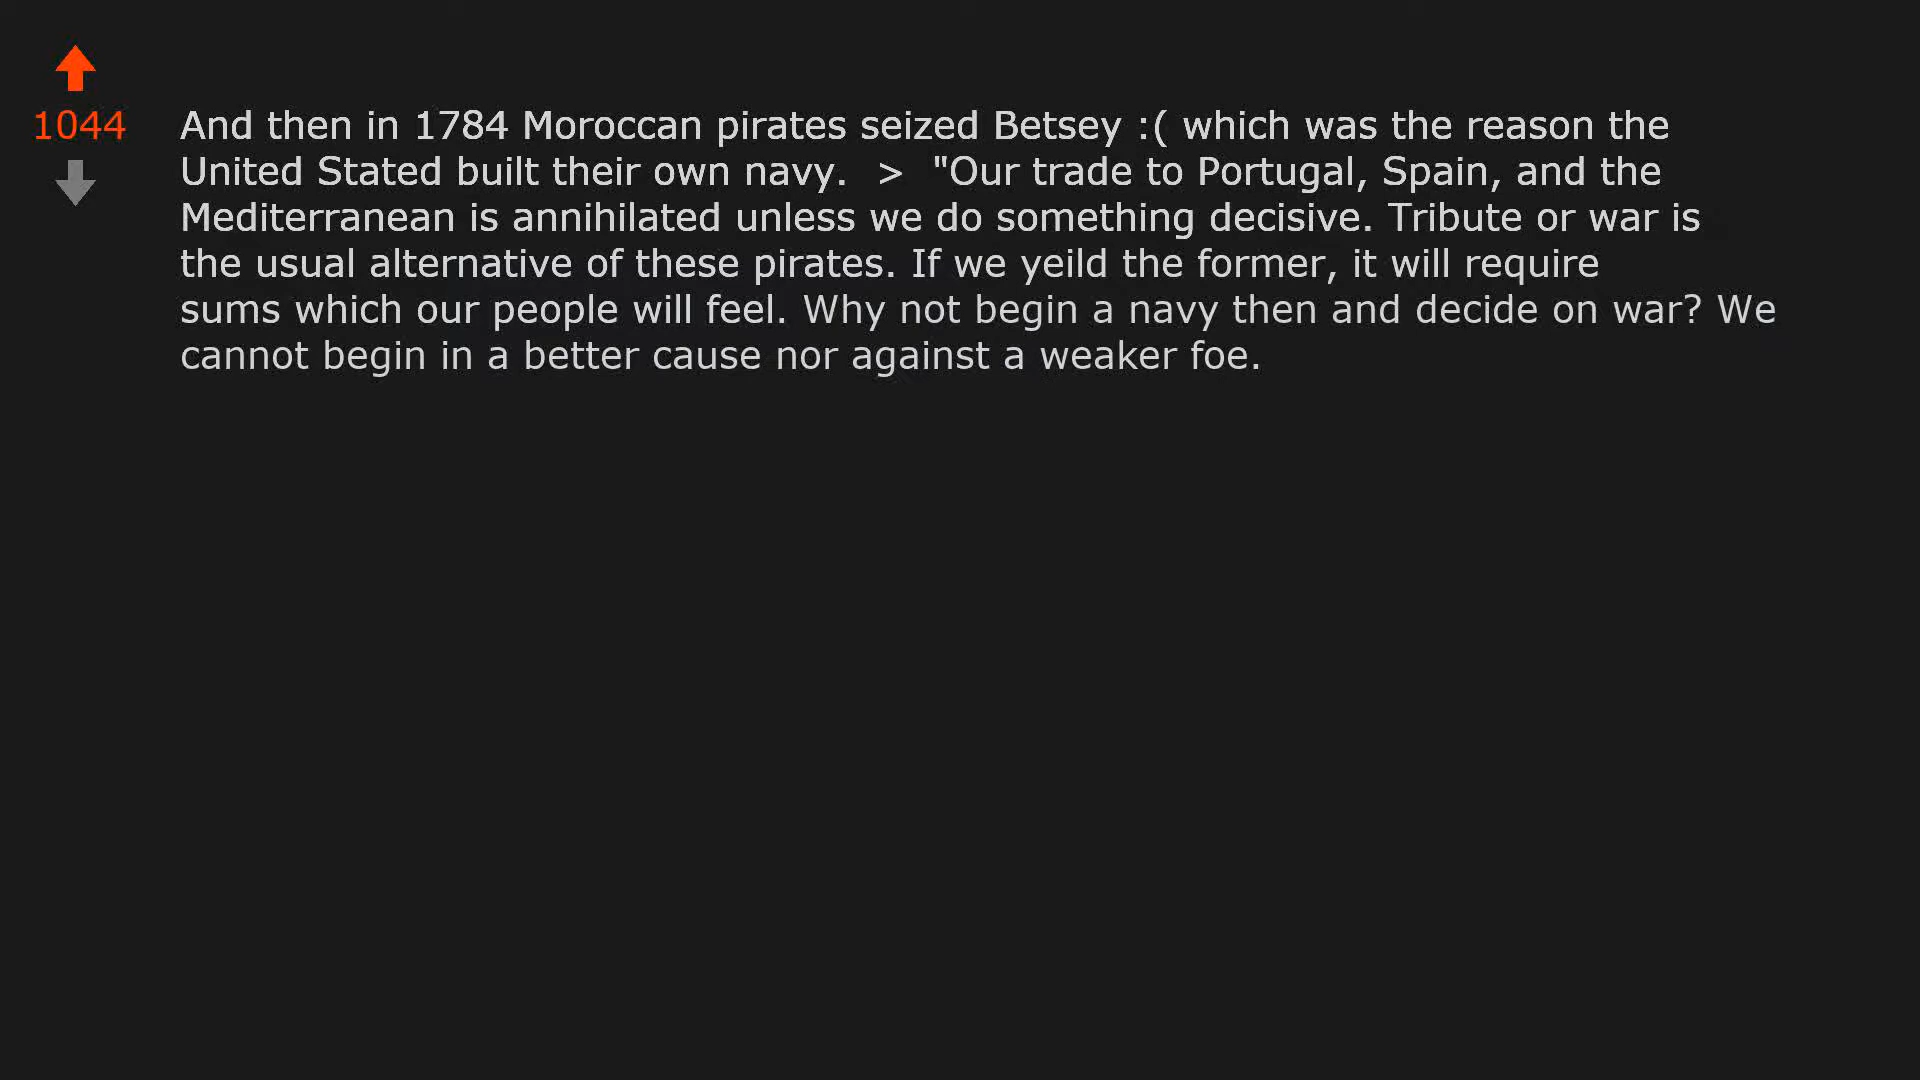 1044
And then in 1784 Moroccan pirates seized Betsey :( which was the reason the
United Stated built their own navy.  >  "Our trade to Portugal, Spain, and the
Mediterranean is annihilated unless we do something decisive. Tribute or war is
the usual alternative of these pirates. If we yeild the former, it will require
sums which our people will feel. Why not begin a navy then and decide on war? We
cannot begin in a better cause nor against a weaker foe.